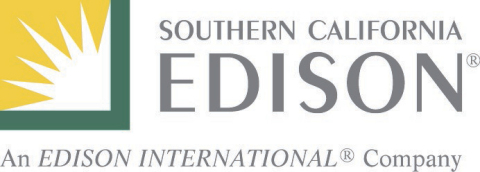 SOUTHERN CALIFORNIA
EDISON®
An EDISON INTERNATIONAL® Company